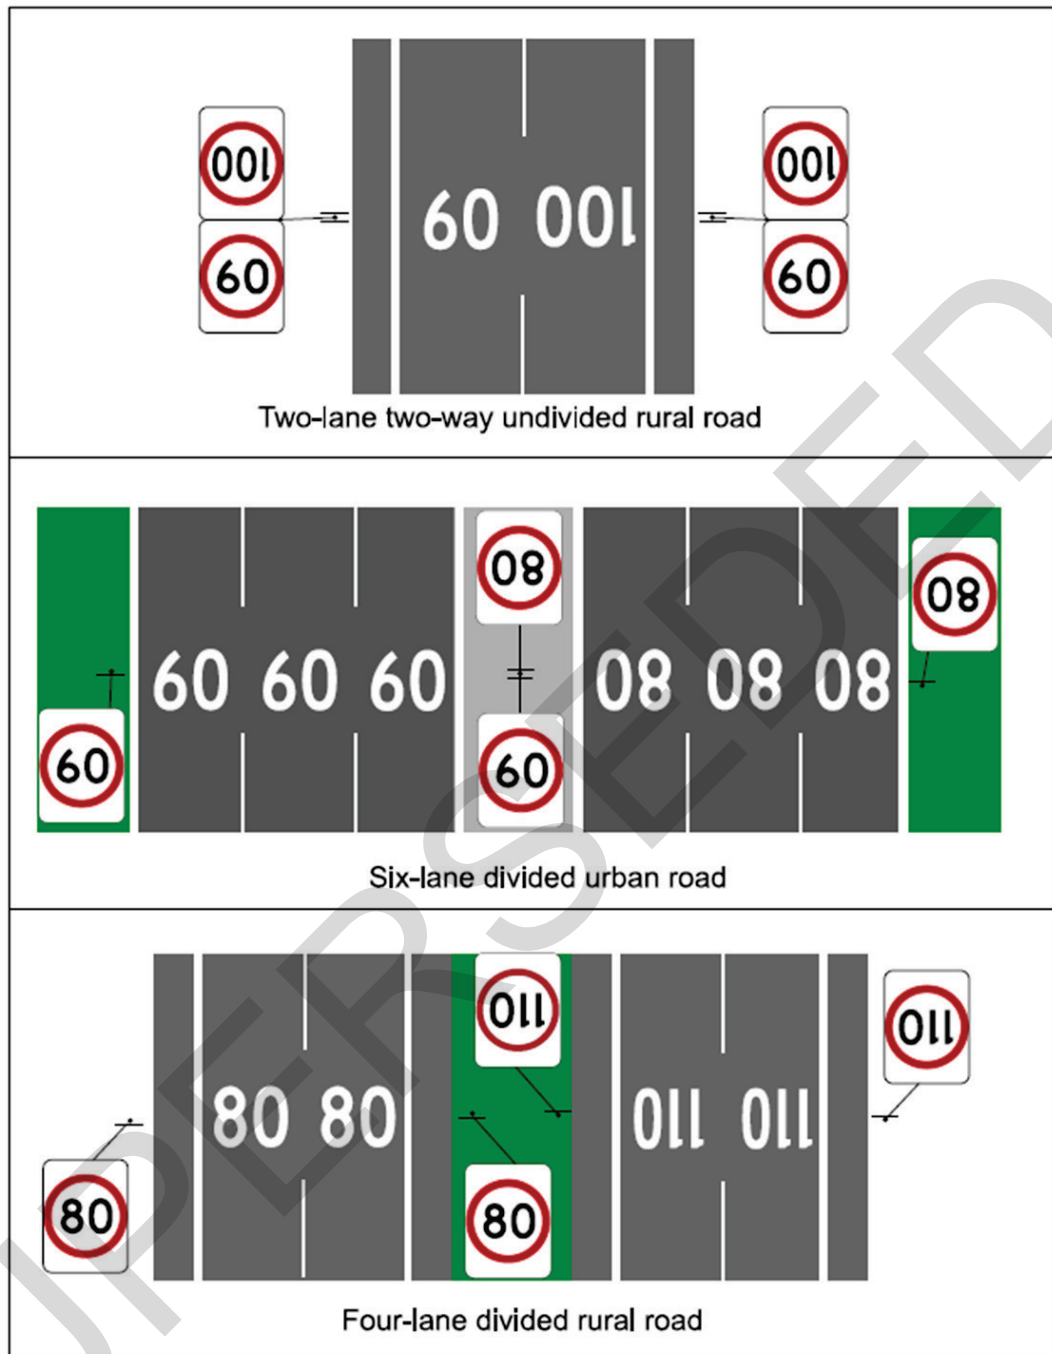 100 100
60 60
60 100
Two-lane two-way undivided rural road
80 80
60 60 60 80 80 80
60 60
Six-lane divided urban road
110 110
80 80 110 110
80 80
Four-lane divided rural road
UPERSEDED